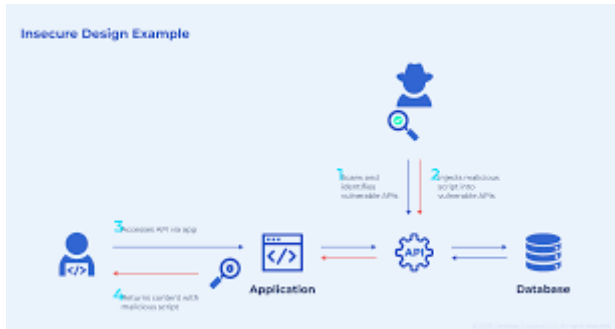 Insecure Design Example
1 Scans and
identifies
vulnerable APIs
2 Injects malicious
script into
vulnerable APIs
3 Accesses API via app
</>
</>
API
Application
Database
4 Returns content with
malicious script